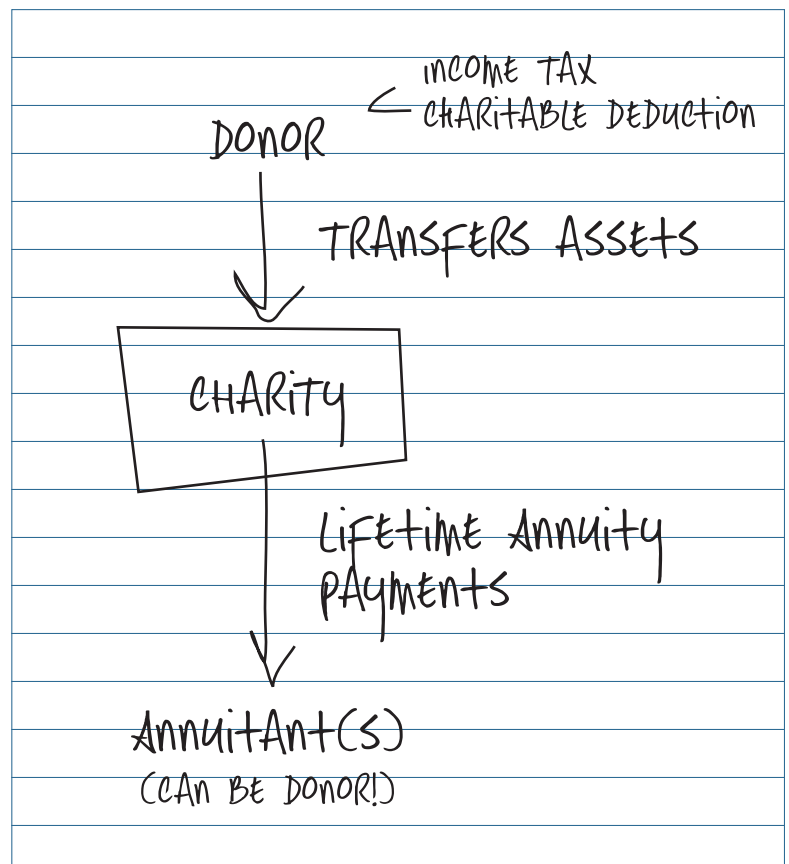 INCOME TAX
CHARITABLE DEDUCTION
DONOR
TRANSFERS ASSETS
CHARITY
LIFETIME ANNUITY
PAYMENTS
ANNUITANT(S)
(CAN BE DONOR!)